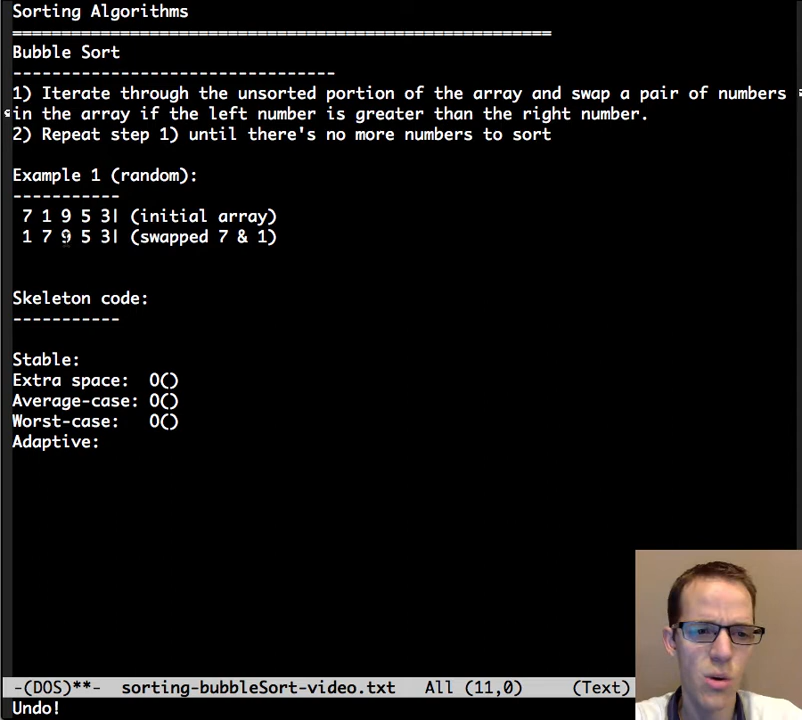 Sorting Algorithms
=======================================================
Bubble Sort
---------------------------------
1) Iterate through the unsorted portion of the array and swap a pair of numbers
in the array if the left number is greater than the right number.
2) Repeat step 1) until there's no more numbers to sort
Example 1 (random):
-----------
7 1 9 5 3| (initial array)
1 7 9 5 3| (swapped 7 & 1)
Skeleton code:
-----------
Stable:
Extra space: O()
Average-case: O()
Worst-case: O()
Adaptive:
-(DOS)**- sorting-bubbleSort-video.txt All (11,0) (Text)
Undo!